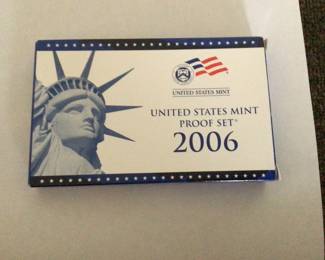 UNITED STATES MINT
UNITED STATES MINT
PROOF SET®
2006